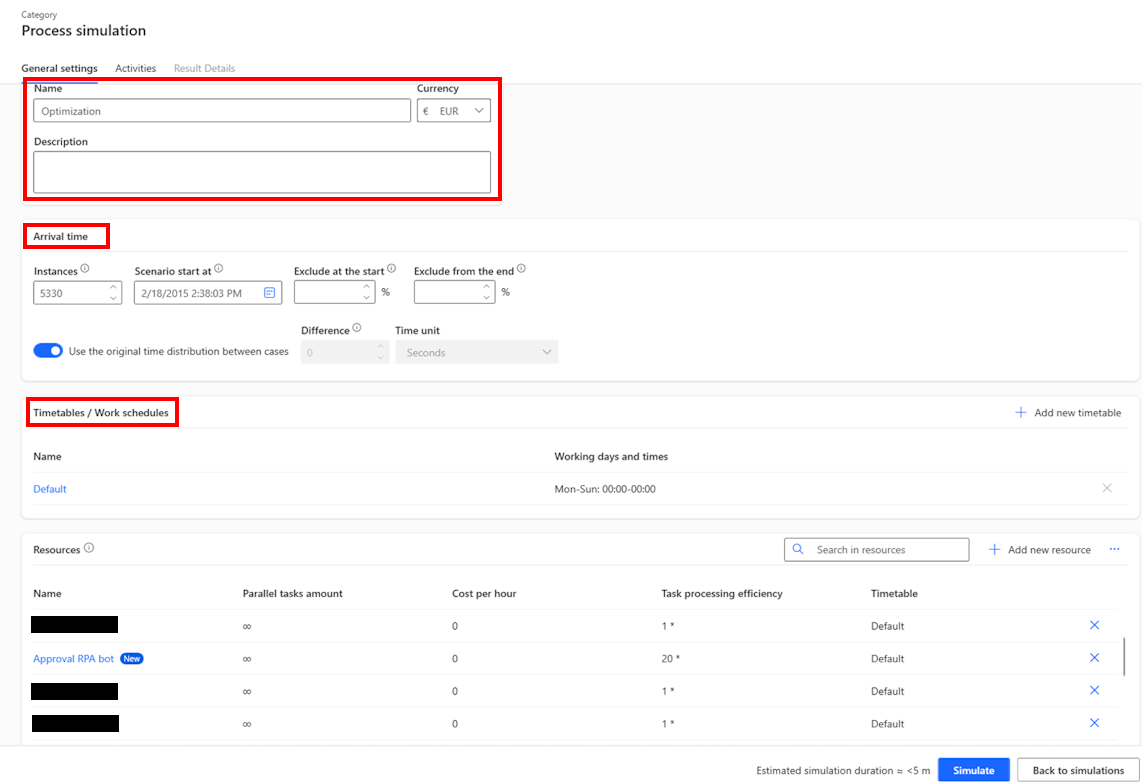 Category
Process simulation
General settings Activities Result Details
Name Currency
Optimization € EUR
Description
Arrival time
Instances Scenario start at Exclude at the start Exclude from the end
5330 2/18/2015 2:38:03 PM % %
Difference Time unit
Use the original time distribution between cases 0 Seconds
Timetables / Work schedules Add new timetable
Name Working days and times
Default Mon-Sun: 00:00-00:00
Resources Search in resources Add new resource ···
Name Parallel tasks amount Cost per hour Task processing efficiency Timetable
∞ 0 1 * Default
Approval RPA bot New ∞ 0 20 * Default
∞ 0 1 * Default
∞ 0 1 * Default
Estimated simulation duration ≈ <5 m Simulate Back to simulations